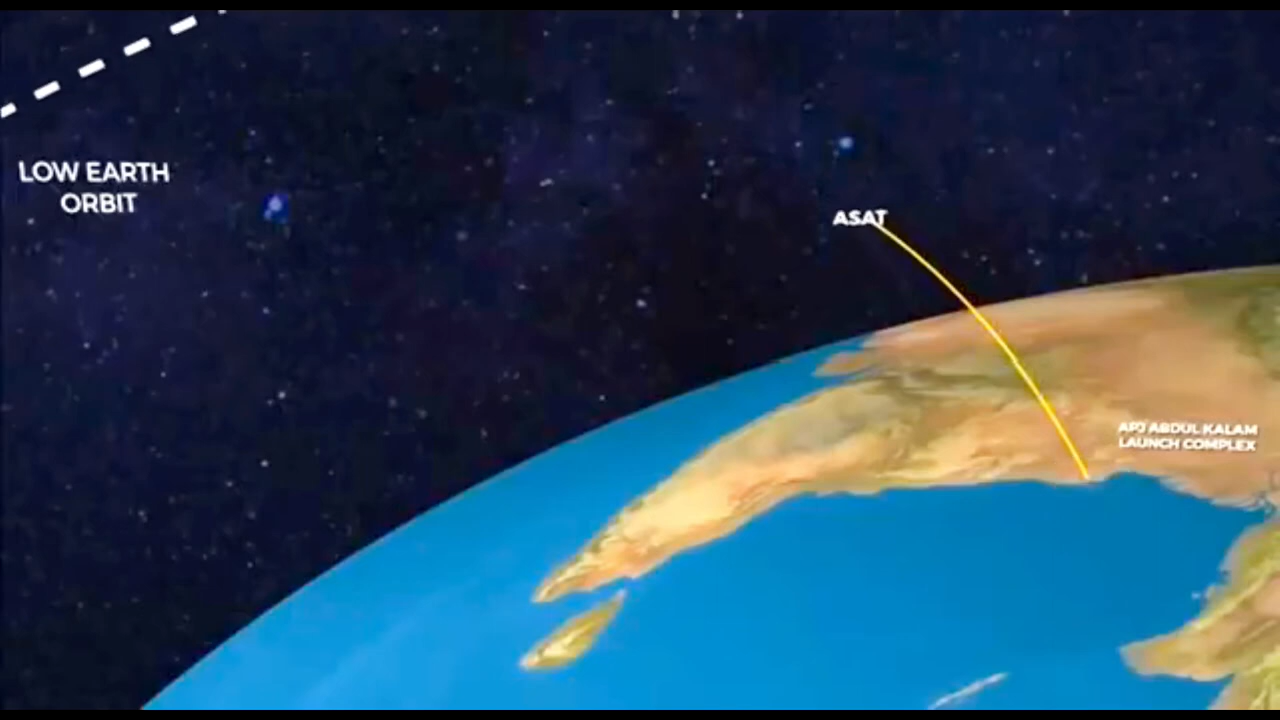 LOW EARTH
ORBIT
ASAT
APJ ABDUL KALAM
LAUNCH COMPLEX